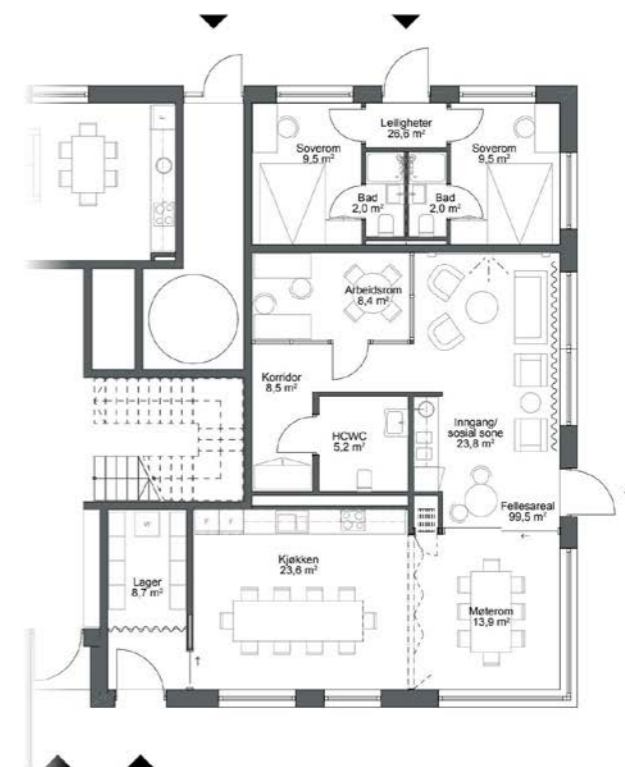 Leiligheter
26,6 m²
Soverom
9,5 m²
Soverom
9,5 m²
Bad
2,0 m²
Bad
2,0 m²
Arbeidsrom
8,4 m²
Korridor
8,5 m²
HCWC
5,2 m²
Inngang/
sosial sone
23,8 m²
Fellesareal
99,5 m²
Kjøkken
23,6 m²
Lager
8,7 m²
Møterom
13,9 m²